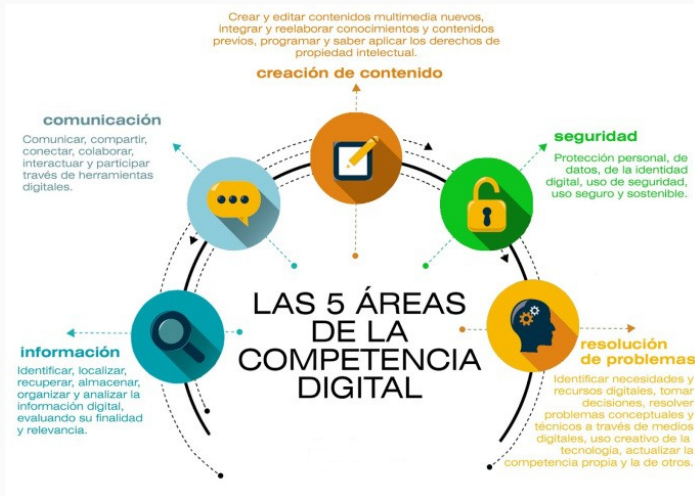 Crear y editar contenidos multimedia nuevos,
integrar y reelaborar conocimientos y contenidos
previos, programar y saber aplicar los derechos de
propiedad intelectual.
creación de contenido
comunicación
Comunicar, compartir,
conectar, colaborar,
interactuar y participar
través de herramientas
digitales.
seguridad
Protección personal, de
datos, de la identidad
digital, uso de seguridad,
uso seguro y sostenible.
LAS 5 ÁREAS
DE LA
COMPETENCIA
DIGITAL
información
Identificar, localizar,
recuperar, almacenar,
organizar y analizar la
información digital,
evaluando su finalidad
y relevancia.
resolución
de problemas
Identificar necesidades y
recursos digitales, tomar
decisiones, resolver
problemas conceptuales y
técnicos a través de medios
digitales, uso creativo de la
tecnología, actualizar la
competencia propia y la de otros.